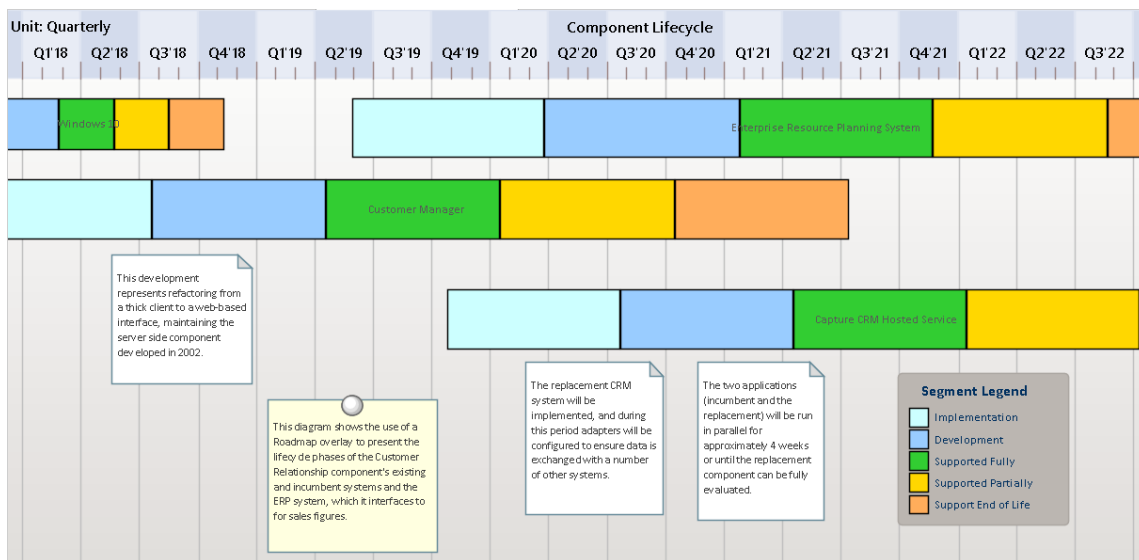 Unit: Quarterly
Component Lifecycle
Q1'18 Q2'18 Q3'18 Q4'18 Q1'19 Q2'19 Q3'19 Q4'19 Q1'20 Q2'20 Q3'20 Q4'20 Q1'21 Q2'21 Q3'21 Q4'21 Q1'22 Q2'22 Q3'22
Windows 10
Enterprise Resource Planning System
Customer Manager
This development
represents refactoring from
a thick client to a web-based
interface, maintaining the
server side component
developed in 2002.
Capture CRM Hosted Service
This diagram shows the use of a
Roadmap overlay to present the
lifecycle phases of the Customer
Relationship component's existing
and incumbent systems and the
ERP system, which it interfaces to
for sales figures.
The replacement CRM
system will be
implemented, and during
this period adapters will be
configured to ensure data is
exchanged with a number
of other systems.
The two applications
(incumbent and the
replacement) will be run
in parallel for
approximately 4 weeks
or until the replacement
component can be fully
evaluated.
Segment Legend
Implementation
Development
Supported Fully
Supported Partially
Support End of Life